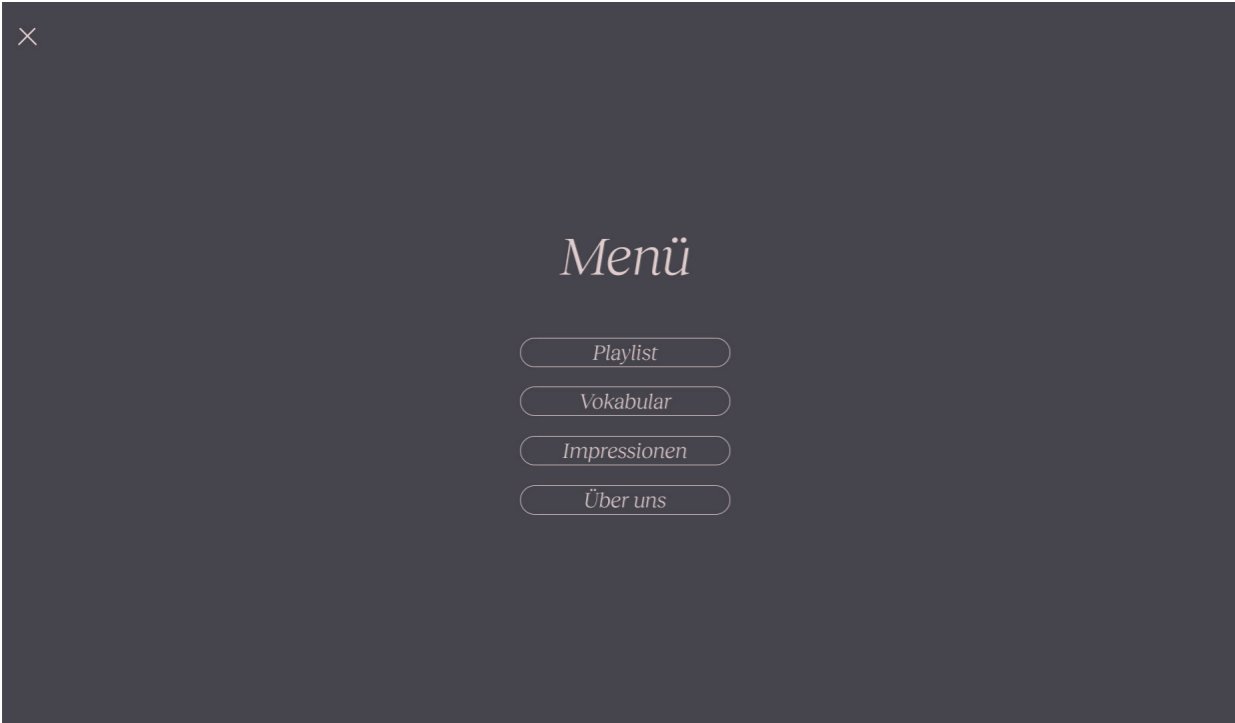 Menü
Playlist
Vokabular
Impressionen
Über uns